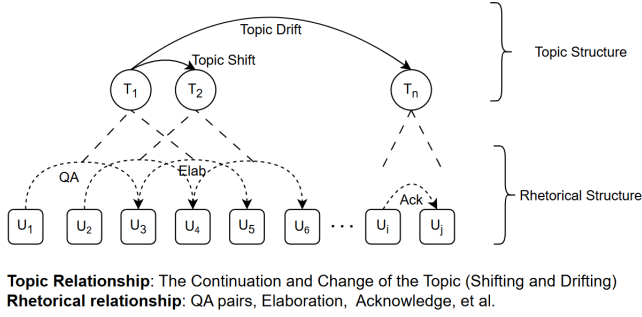 Topic Drift
Topic Shift
T1 T2 Tn
Topic Structure
QA Elab Ack
Rhetorical Structure
U1 U2 U3 U4 U5 U6 ... Ui Uj
Topic Relationship: The Continuation and Change of the Topic (Shifting and Drifting)
Rhetorical relationship: QA pairs, Elaboration, Acknowledge, et al.